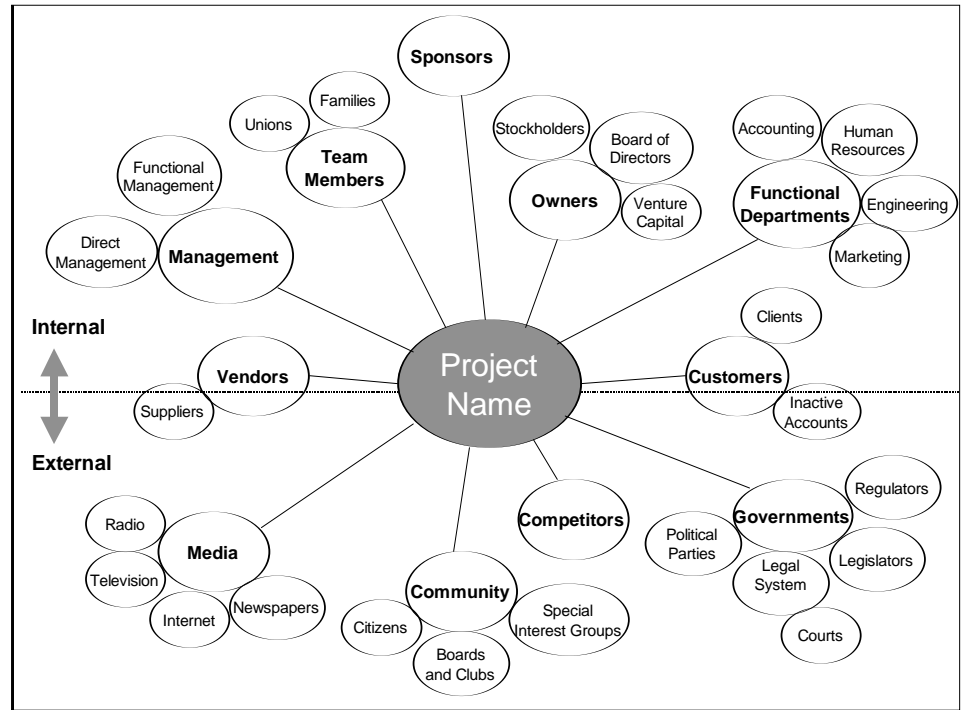 Sponsors
Families
Unions
Team
Members
Stockholders
Board of
Directors
Owners
Venture
Capital
Accounting
Human
Resources
Functional
Departments
Engineering
Marketing
Functional
Management
Direct
Management
Management
Internal
External
Vendors
Suppliers
Project
Name
Clients
Customers
Inactive
Accounts
Radio
Media
Television
Internet
Newspapers
Community
Citizens
Boards
and Clubs
Special
Interest Groups
Competitors
Governments
Regulators
Political
Parties
Legal
System
Legislators
Courts